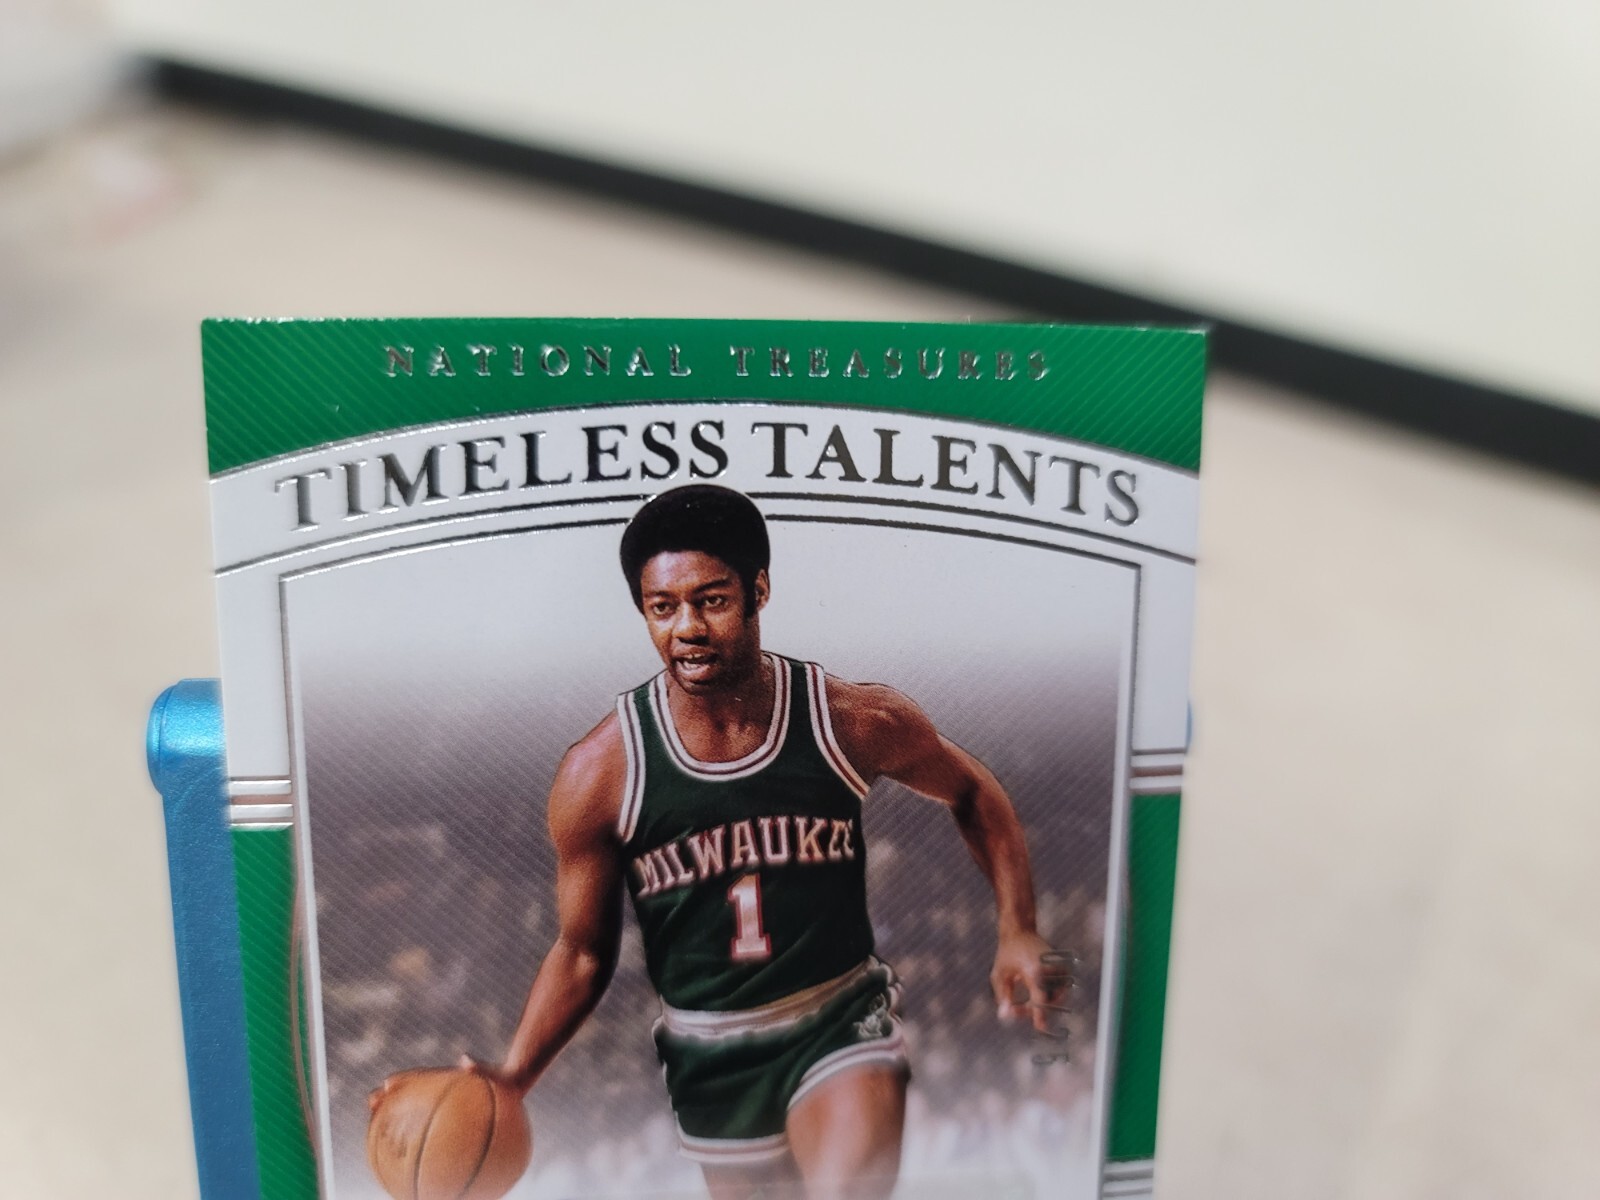 NATIONAL TREASURES
TIMELESS TALENTS
MILWAUKEE
1